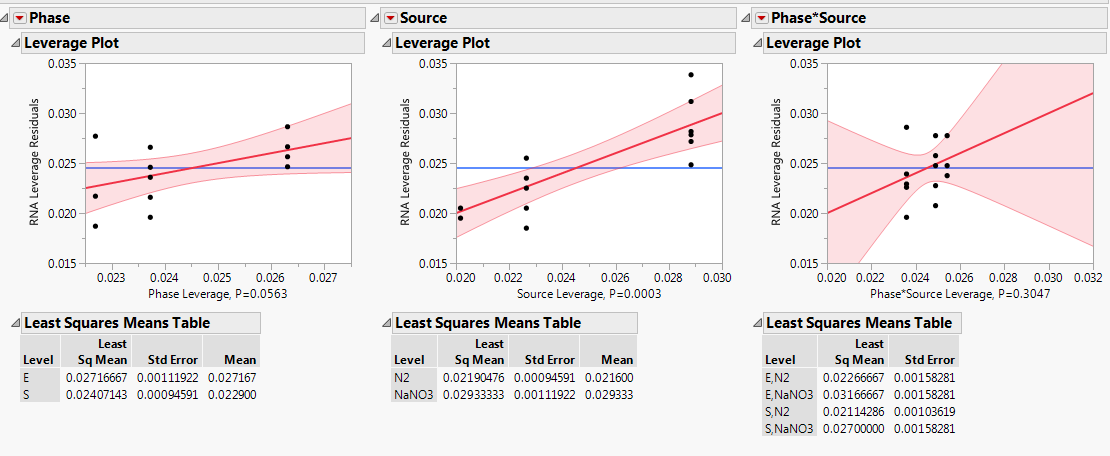 Phase
Leverage Plot
0.035
0.030
0.025
0.020
0.015
RNA Leverage Residuals
0.023 0.024 0.025 0.026 0.027
Phase Leverage, P=0.0563
Least Squares Means Table
Least
Level Sq Mean Std Error Mean
E 0.02716667 0.00111922 0.027167
S 0.02407143 0.00094591 0.022900
Source
Leverage Plot
0.035
0.030
0.025
0.020
0.015
RNA Leverage Residuals
0.020 0.022 0.024 0.026 0.028 0.030
Source Leverage, P=0.0003
Least Squares Means Table
Least
Level Sq Mean Std Error Mean
N2 0.02190476 0.00094591 0.021600
NaNO3 0.02933333 0.00111922 0.029333
Phase*Source
Leverage Plot
0.035
0.030
0.025
0.020
0.015
RNA Leverage Residuals
0.020 0.022 0.024 0.026 0.028 0.030 0.032
Phase*Source Leverage, P=0.3047
Least Squares Means Table
Least
Level Sq Mean Std Error
E,N2 0.02266667 0.00158281
E,NaNO3 0.03166667 0.00158281
S,N2 0.02114286 0.00103619
S,NaNO3 0.02700000 0.00158281